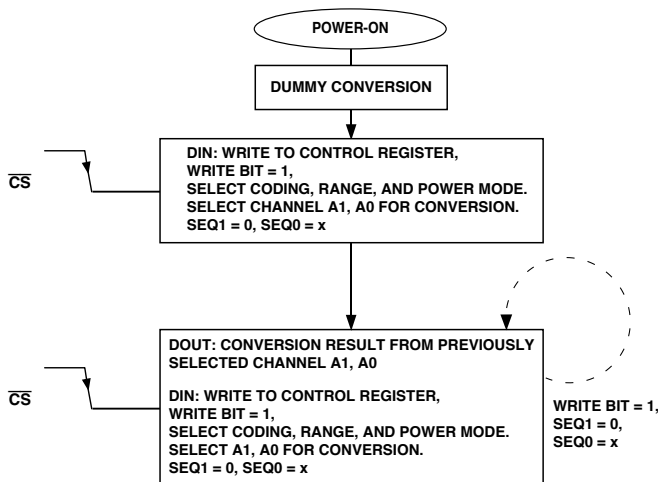 POWER-ON
DUMMY CONVERSION
CS
DIN: WRITE TO CONTROL REGISTER,
WRITE BIT = 1,
SELECT CODING, RANGE, AND POWER MODE.
SELECT CHANNEL A1, A0 FOR CONVERSION.
SEQ1 = 0, SEQ0 = x
CS
DOUT: CONVERSION RESULT FROM PREVIOUSLY
SELECTED CHANNEL A1, A0
DIN: WRITE TO CONTROL REGISTER,
WRITE BIT = 1,
SELECT CODING, RANGE, AND POWER MODE.
SELECT A1, A0 FOR CONVERSION.
SEQ1 = 0, SEQ0 = x
WRITE BIT = 1,
SEQ1 = 0,
SEQ0 = x